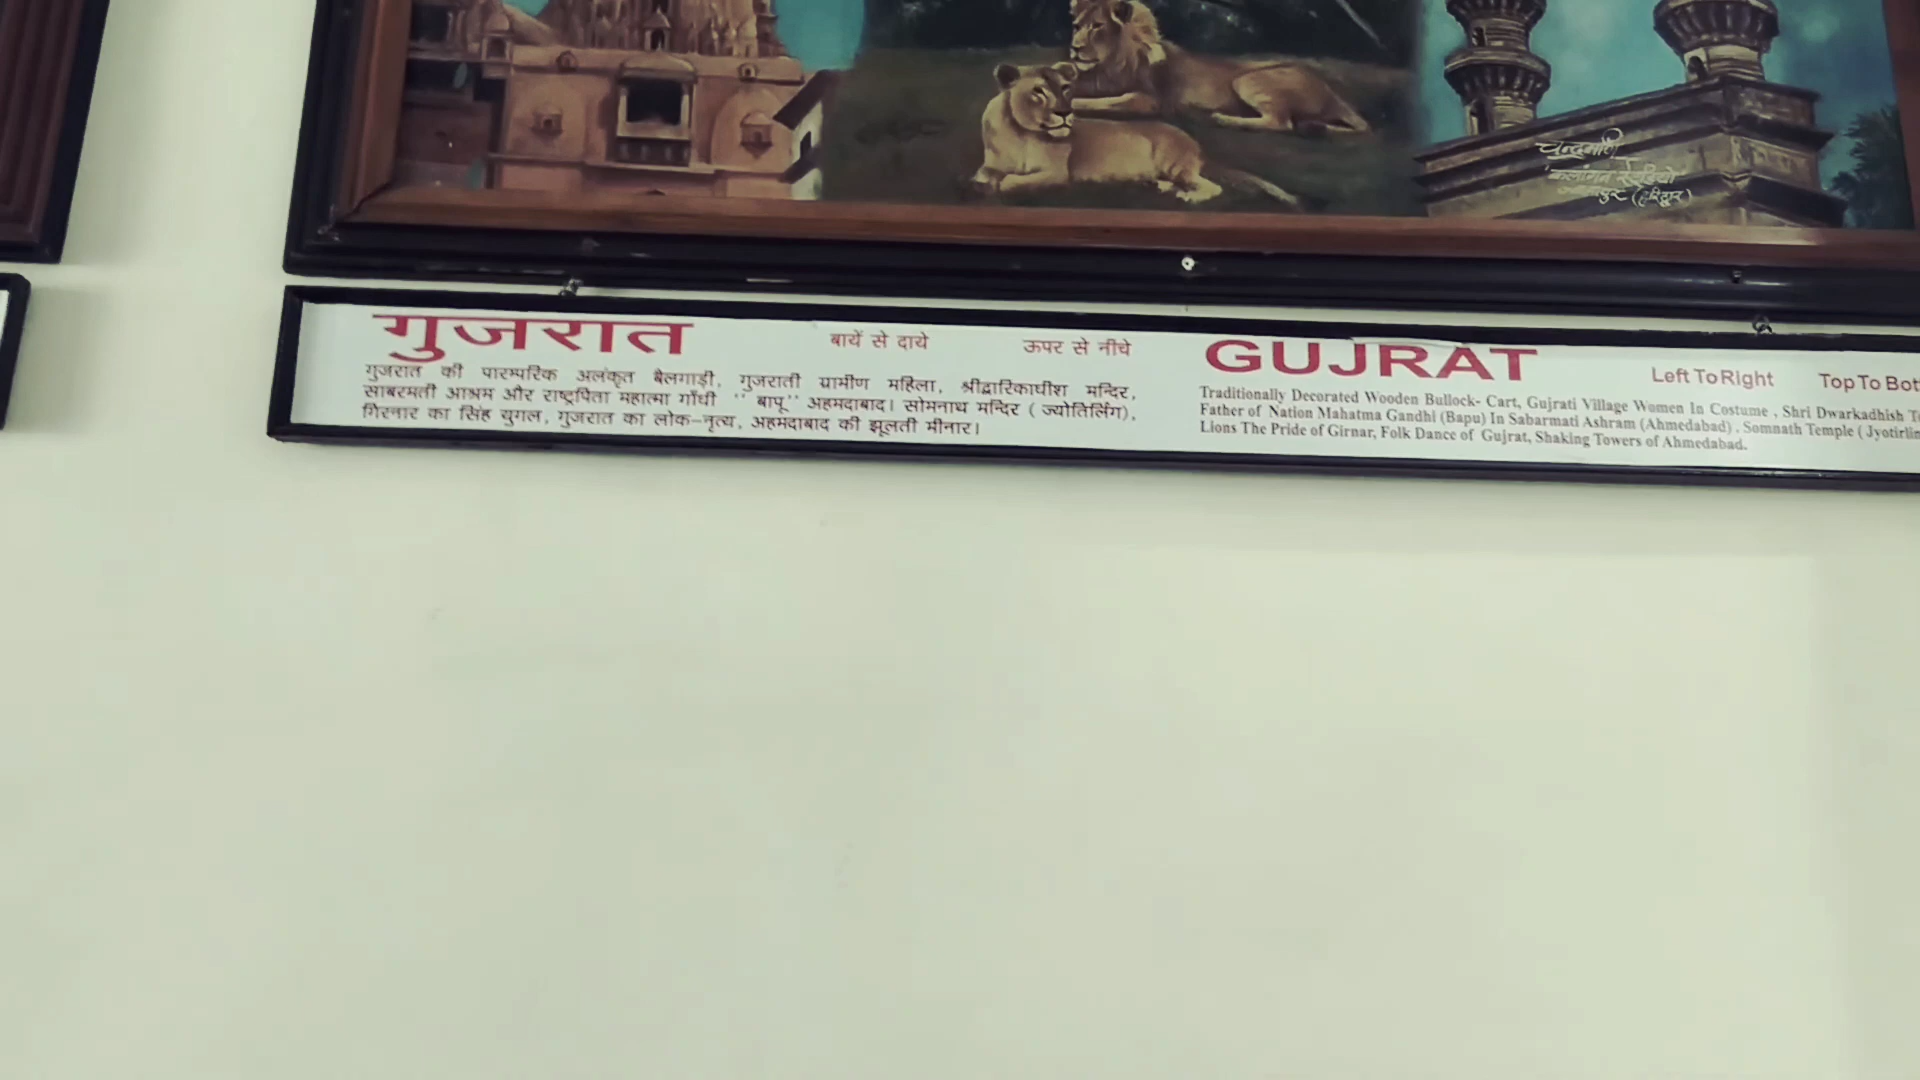 चन्द्रमणि
(हरिद्वार)
गुजरात
बायें से दाये
ऊपर से नीचे
गुजरात की पारम्परिक अलंकृत बैलगाड़ी, गुजराती ग्रामीण महिला, श्रीद्वारिकाधीश मन्दिर,
साबरमती आश्रम और राष्ट्रपिता महात्मा गाँधी '' बापू'' अहमदाबाद। सोमनाथ मन्दिर ( ज्योतिर्लिंग),
गिरनार का सिंह युगल, गुजरात का लोक-नृत्य, अहमदाबाद की झूलती मीनार।
GUJRAT
Left To Right
Top To
Traditionally Decorated Wooden Bullock- Cart, Gujrati Village Women In Costume , Shri Dwarkadhish
Father of Nation Mahatma Gandhi (Bapu) In Sabarmati Ashram (Ahmedabad) , Somnath Temple (
Lions The Pride of Girnar, Folk Dance of Gujrat, Shaking Towers of Ahmedabad.